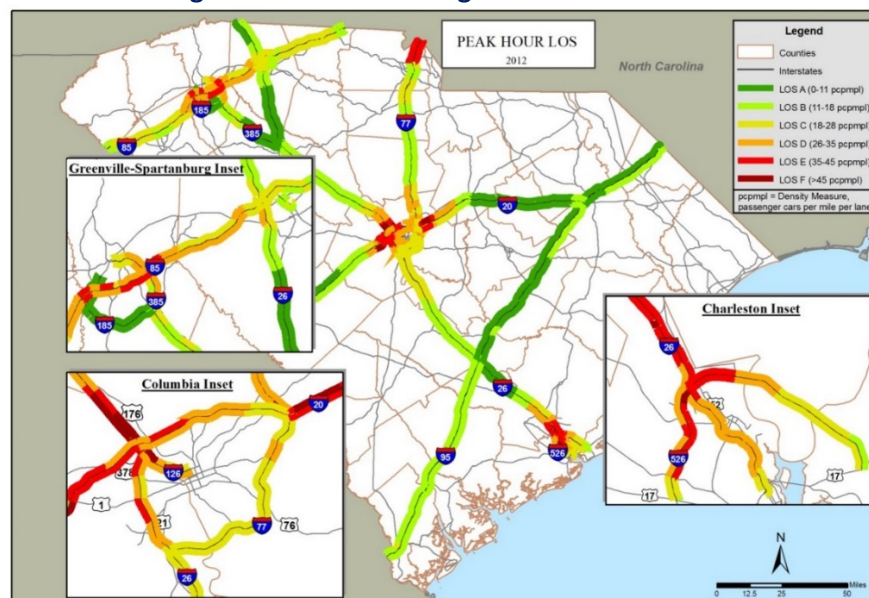 PEAK HOUR LOS
2012
North Carolina
Legend
Counties
Interstates
LOS A (0-11 pcpmpl)
LOS B (11-18 pcpmpl)
LOS C (18-28 pcpmpl)
LOS D (26-35 pcpmpl)
LOS E (35-45 pcpmpl)
LOS F (>45 pcpmpl)
pcpmpl = Density Measure,
passenger cars per mile per lane
185
85
385
77
20
26
95
526
Greenville-Spartanburg Inset
85
385
185
26
Columbia Inset
176
20
126
378
1
21
77
76
26
Charleston Inset
26
52
526
17
17
N
Miles
0
12.5
25
50